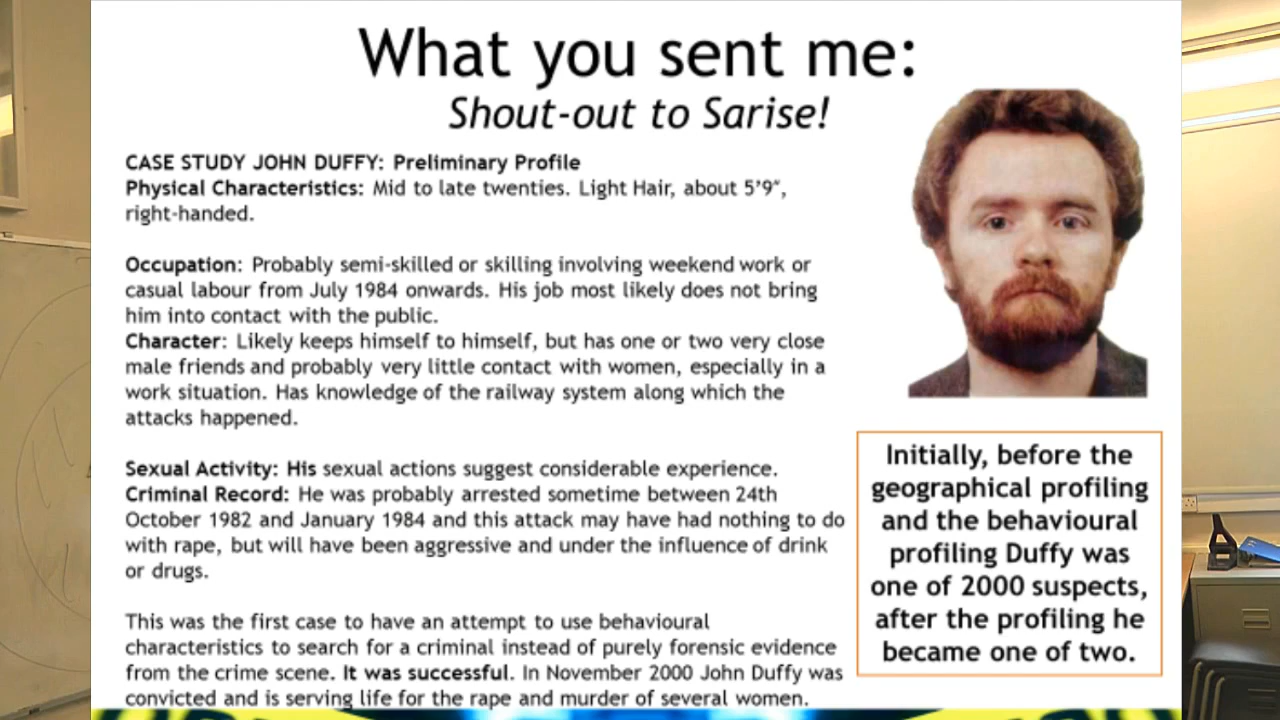 What you sent me:
Shout-out to Sarise!
CASE STUDY JOHN DUFFY: Preliminary Profile
Physical Characteristics: Mid to late twenties. Light Hair, about 5’9”,
right-handed.
Occupation: Probably semi-skilled or skilling involving weekend work or
casual labour from July 1984 onwards. His job most likely does not bring
him into contact with the public.
Character: Likely keeps himself to himself, but has one or two very close
male friends and probably very little contact with women, especially in a
work situation. Has knowledge of the railway system along which the
attacks happened.
Sexual Activity: His sexual actions suggest considerable experience.
Criminal Record: He was probably arrested sometime between 24th
October 1982 and January 1984 and this attack may have had nothing to do
with rape, but will have been aggressive and under the influence of drink
or drugs.
This was the first case to have an attempt to use behavioural
characteristics to search for a criminal instead of purely forensic evidence
from the crime scene. It was successful. In November 2000 John Duffy was
convicted and is serving life for the rape and murder of several women.
Initially, before the
geographical profiling
and the behavioural
profiling Duffy was
one of 2000 suspects,
after the profiling he
became one of two.